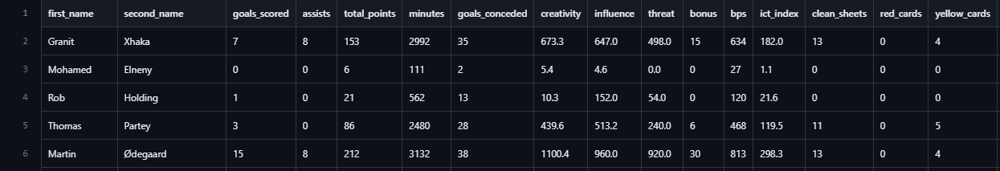 1 first_name second_name goals_scored assists total_points minutes goals_conceded creativity influence threat bonus bps ict_index clean_sheets red_cards yellow_cards
2 Granit Xhaka 7 8 153 2992 35 673.3 647.0 498.0 15 634 182.0 13 0 4
3 Mohamed Elneny 0 0 6 111 2 5.4 4.6 0.0 0 27 1.1 0 0 0
4 Rob Holding 1 0 21 562 13 10.3 152.0 54.0 0 120 21.6 0 0 0
5 Thomas Partey 3 0 86 2480 28 439.6 513.2 240.0 6 468 119.5 11 0 5
6 Martin Ødegaard 15 8 212 3132 38 1100.4 960.0 920.0 30 813 298.3 13 0 4